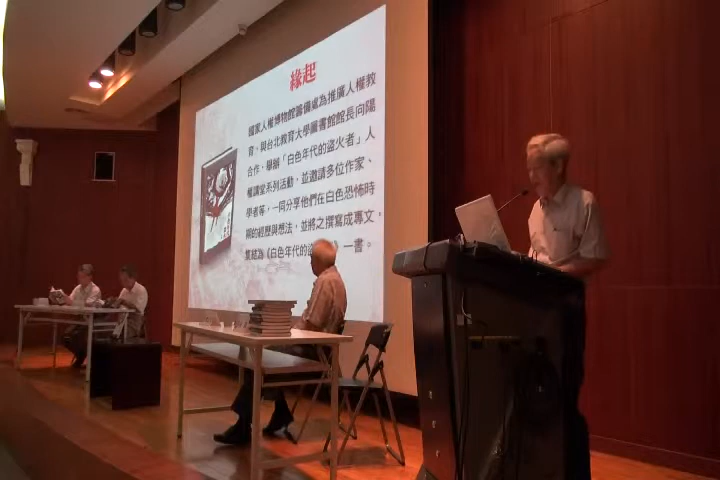 緣起
國家人權博物館籌備處為推廣人權教
育、與台北教育大學圖書館館長向陽
合作,舉辦「白色年代的盜火者」人
權講堂系列活動,並邀請多位作家、
學者等,一同分享他們在白色恐怖時
期的經歷與想法,並將之撰寫成專文,
集結為《白色年代的盜 》一書。